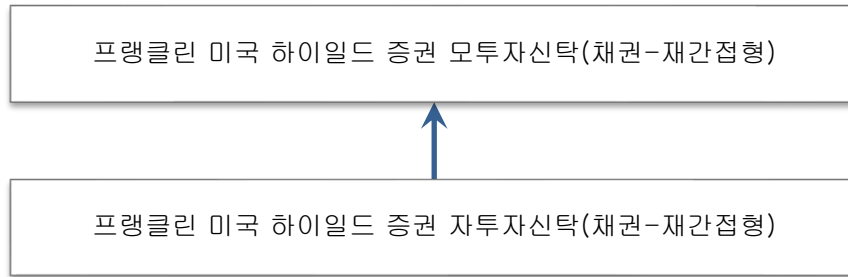 프랭클린 미국 하이일드 증권 모투자신탁(채권-재간접형)
프랭클린 미국 하이일드 증권 자투자신탁(채권-재간접형)